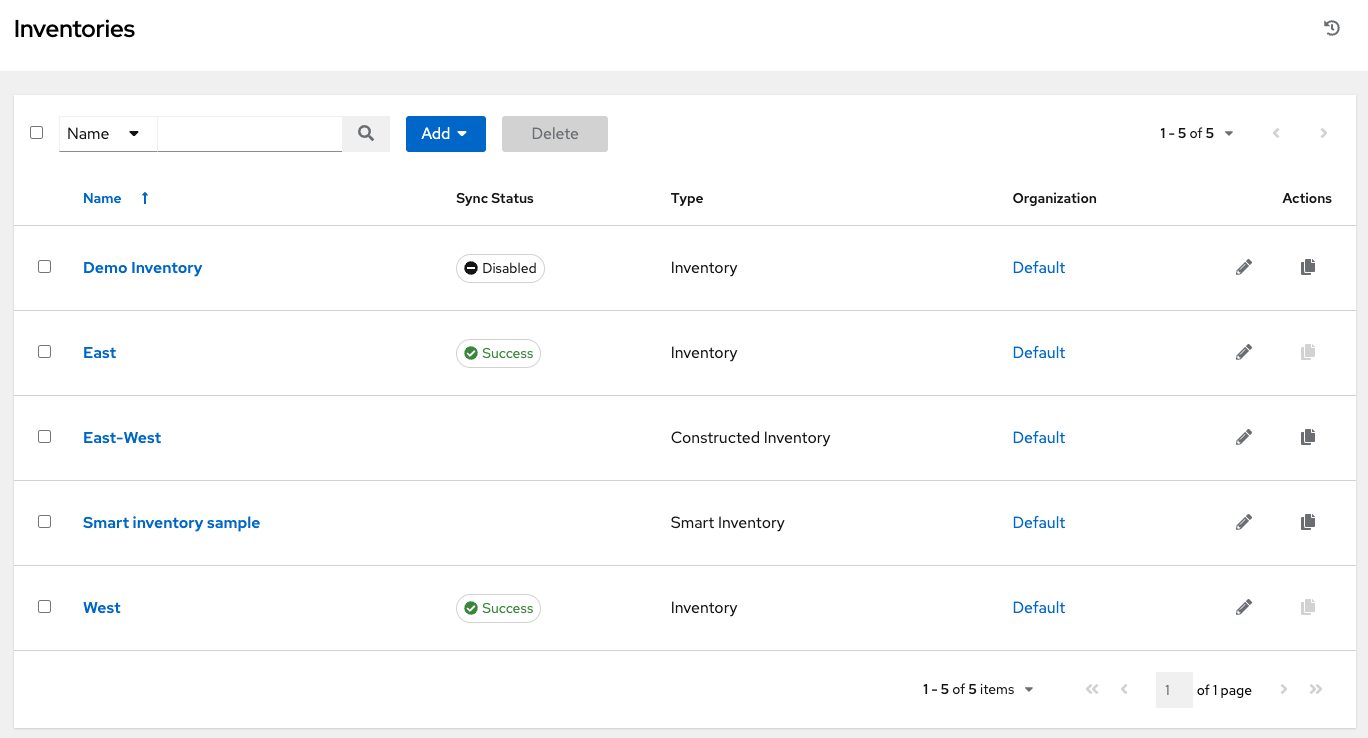 Inventories
Name Add Delete 1 - 5 of 5
Name Sync Status Type Organization Actions
Demo Inventory Disabled Inventory Default
East Success Inventory Default
East-West Constructed Inventory Default
Smart inventory sample Smart Inventory Default
West Success Inventory Default
1 - 5 of 5 items 1 of 1 page